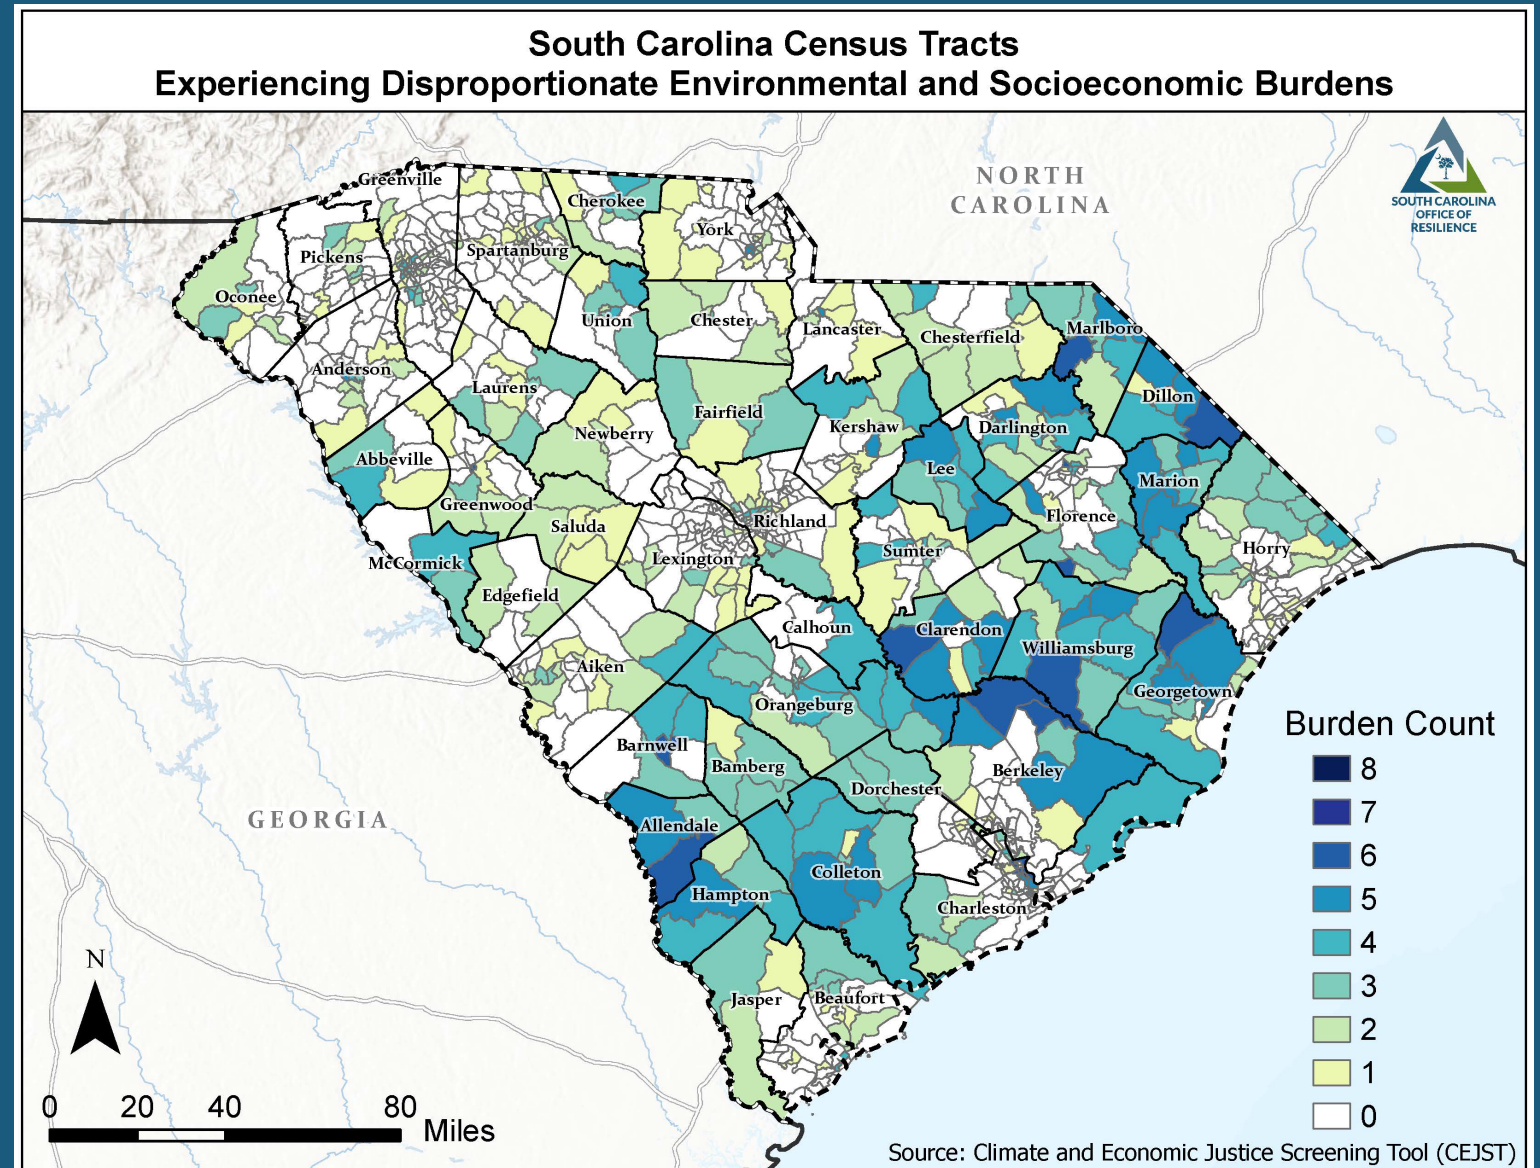 South Carolina Census Tracts
Experiencing Disproportionate Environmental and Socioeconomic Burdens
NORTH
CAROLINA
SOUTH CAROLINA
OFFICE OF
RESILIENCE
Greenville
Cherokee
York
Pickens
Spartanburg
Oconee
Union
Chester
Lancaster
Chesterfield
Marlboro
Anderson
Laurens
Dillon
Fairfield
Kershaw
Darlington
Newberry
Abbeville
Lee
Marion
Greenwood
Saluda
Richland
Florence
Lexington
Sumter
Horry
McCormick
Edgefield
Calhoun
Clarendon
Williamsburg
Aiken
Orangeburg
Georgetown
Barnwell
Bamberg
Berkeley
Dorchester
GEORGIA
Allendale
Colleton
Hampton
Charleston
Jasper
Beaufort
Burden Count
8
7
6
5
4
3
2
1
0
N
0 20 40 80
Miles
Source: Climate and Economic Justice Screening Tool (CEJST)